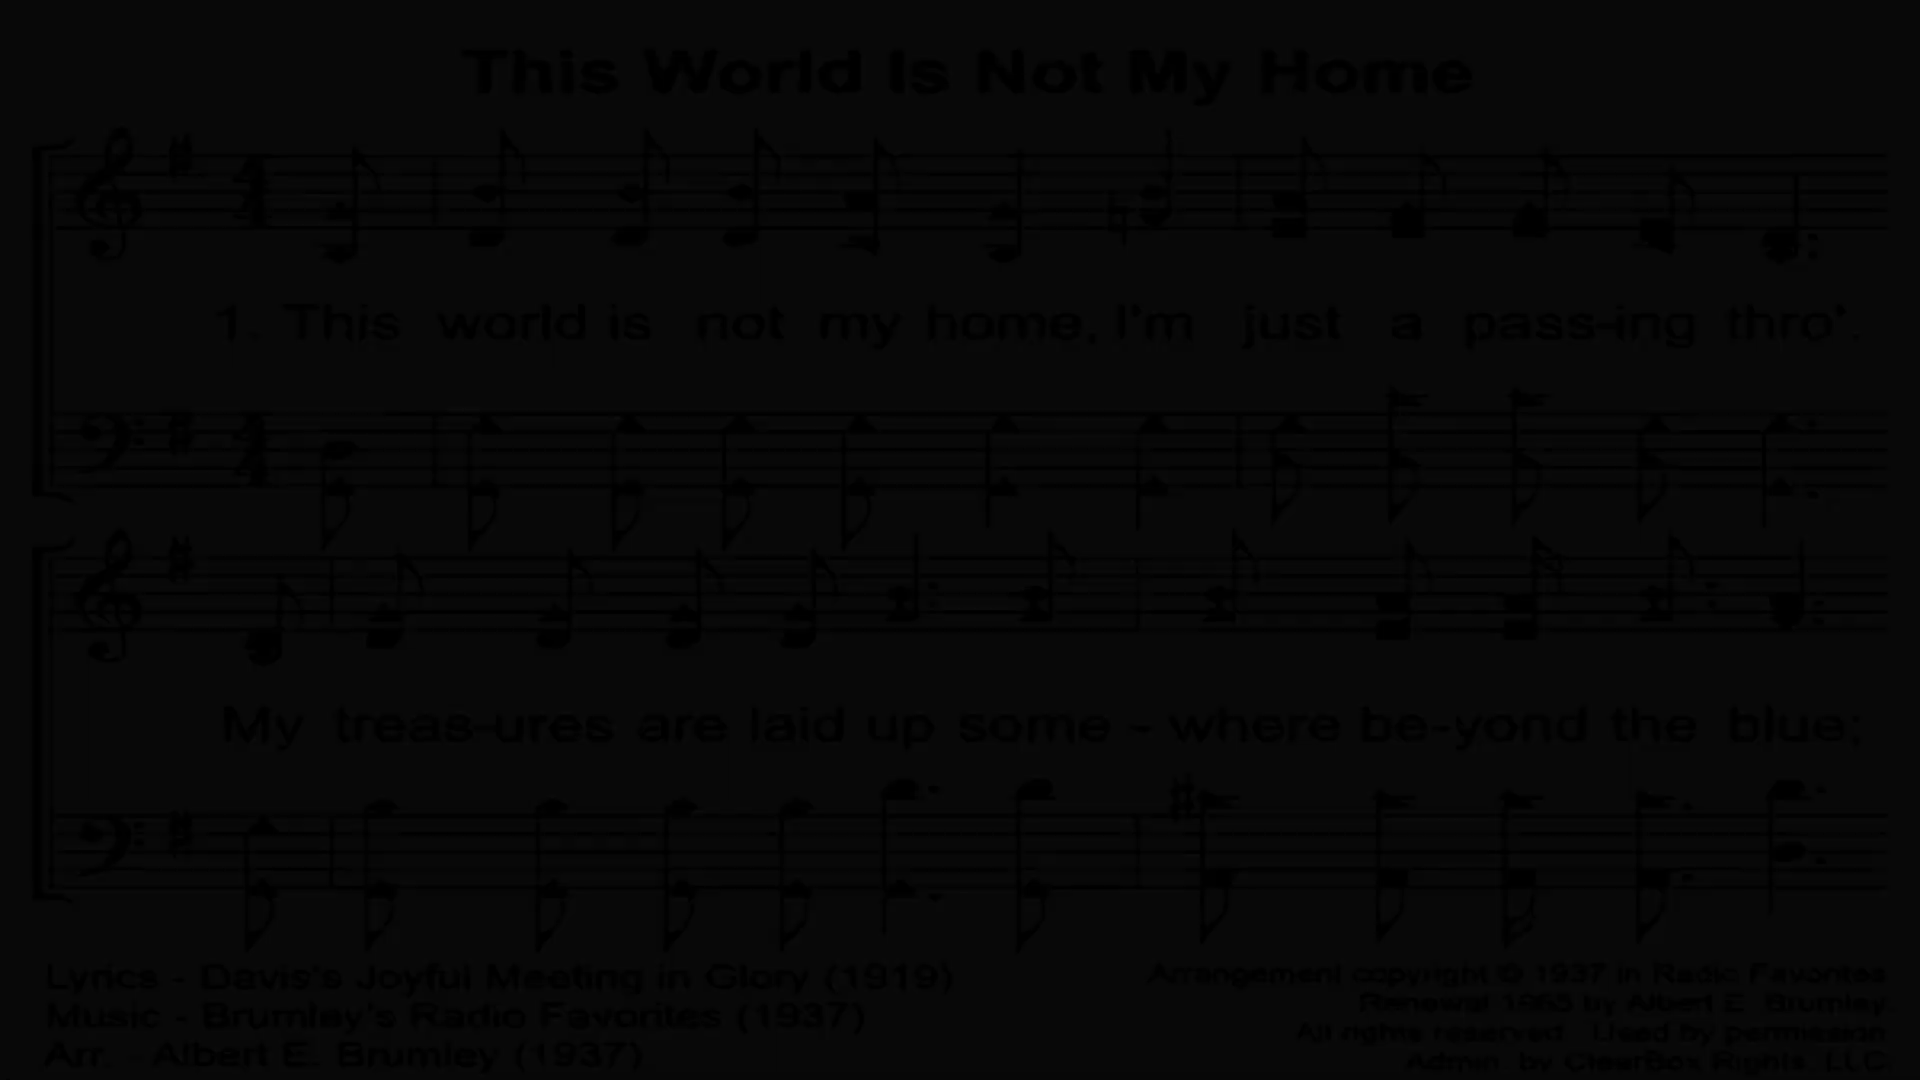 This World Is Not My Home
1. This world is not my home, I'm just a pass-ing thro'.
My treas-ures are laid up some - where be-yond the blue;
Lyrics - Davis's Joyful Meeting in Glory (1919)
Music - Brumley's Radio Favorites (1937)
Arr. - Albert E. Brumley (1937)
Arrangement copyright © 1937 in Radio Favorites
Renewal 1965 by Albert E. Brumley.
All rights reserved. Used by permission
Admin. by ClearBox Rights, LLC